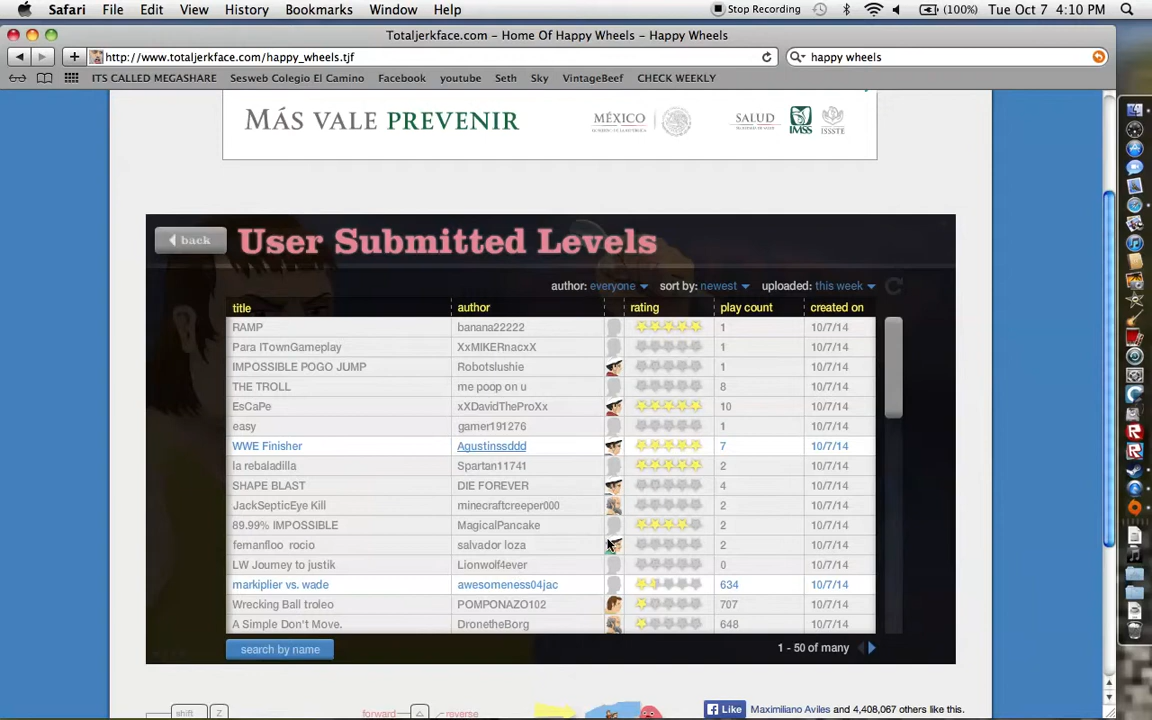 Safari File Edit View History Bookmarks Window Help Stop Recording (100%) Tue Oct 7 4:10 PM
Totaljerkface.com – Home Of Happy Wheels – Happy Wheels
http://www.totaljerkface.com/happy_wheels.tjf happy wheels
ITS CALLED MEGASHARE Sesweb Colegio El Camino Facebook youtube Seth Sky VintageBeef CHECK WEEKLY
MÁS VALE PREVENIR MÉXICO SALUD IMSS ISSSTE
back User Submitted Levels
author: everyone sort by: newest uploaded: this week
title author rating play count created on
RAMP banana22222 1 10/7/14
Para ITownGameplay XxMIKERnacxX 1 10/7/14
IMPOSSIBLE POGO JUMP Robotslushie 1 10/7/14
THE TROLL me poop on u 8 10/7/14
EsCaPe xXDavidTheProXx 10 10/7/14
easy gamer191276 1 10/7/14
WWE Finisher Agustinssddd 7 10/7/14
la rebaladilla Spartan11741 2 10/7/14
SHAPE BLAST DIE FOREVER 4 10/7/14
JackSepticEye Kill minecraftcreeper000 2 10/7/14
89.99% IMPOSSIBLE MagicalPancake 2 10/7/14
fernanfloo rocio salvador loza 2 10/7/14
LW Journey to justik Lionwolf4ever 0 10/7/14
markiplier vs. wade awesomeness04jac 634 10/7/14
Wrecking Ball troleo POMPONAZO102 707 10/7/14
A Simple Don't Move. DronetheBorg 648 10/7/14
search by name 1 - 50 of many
shift Z forward reverse Like Maximiliano Aviles and 4,408,067 others like this.